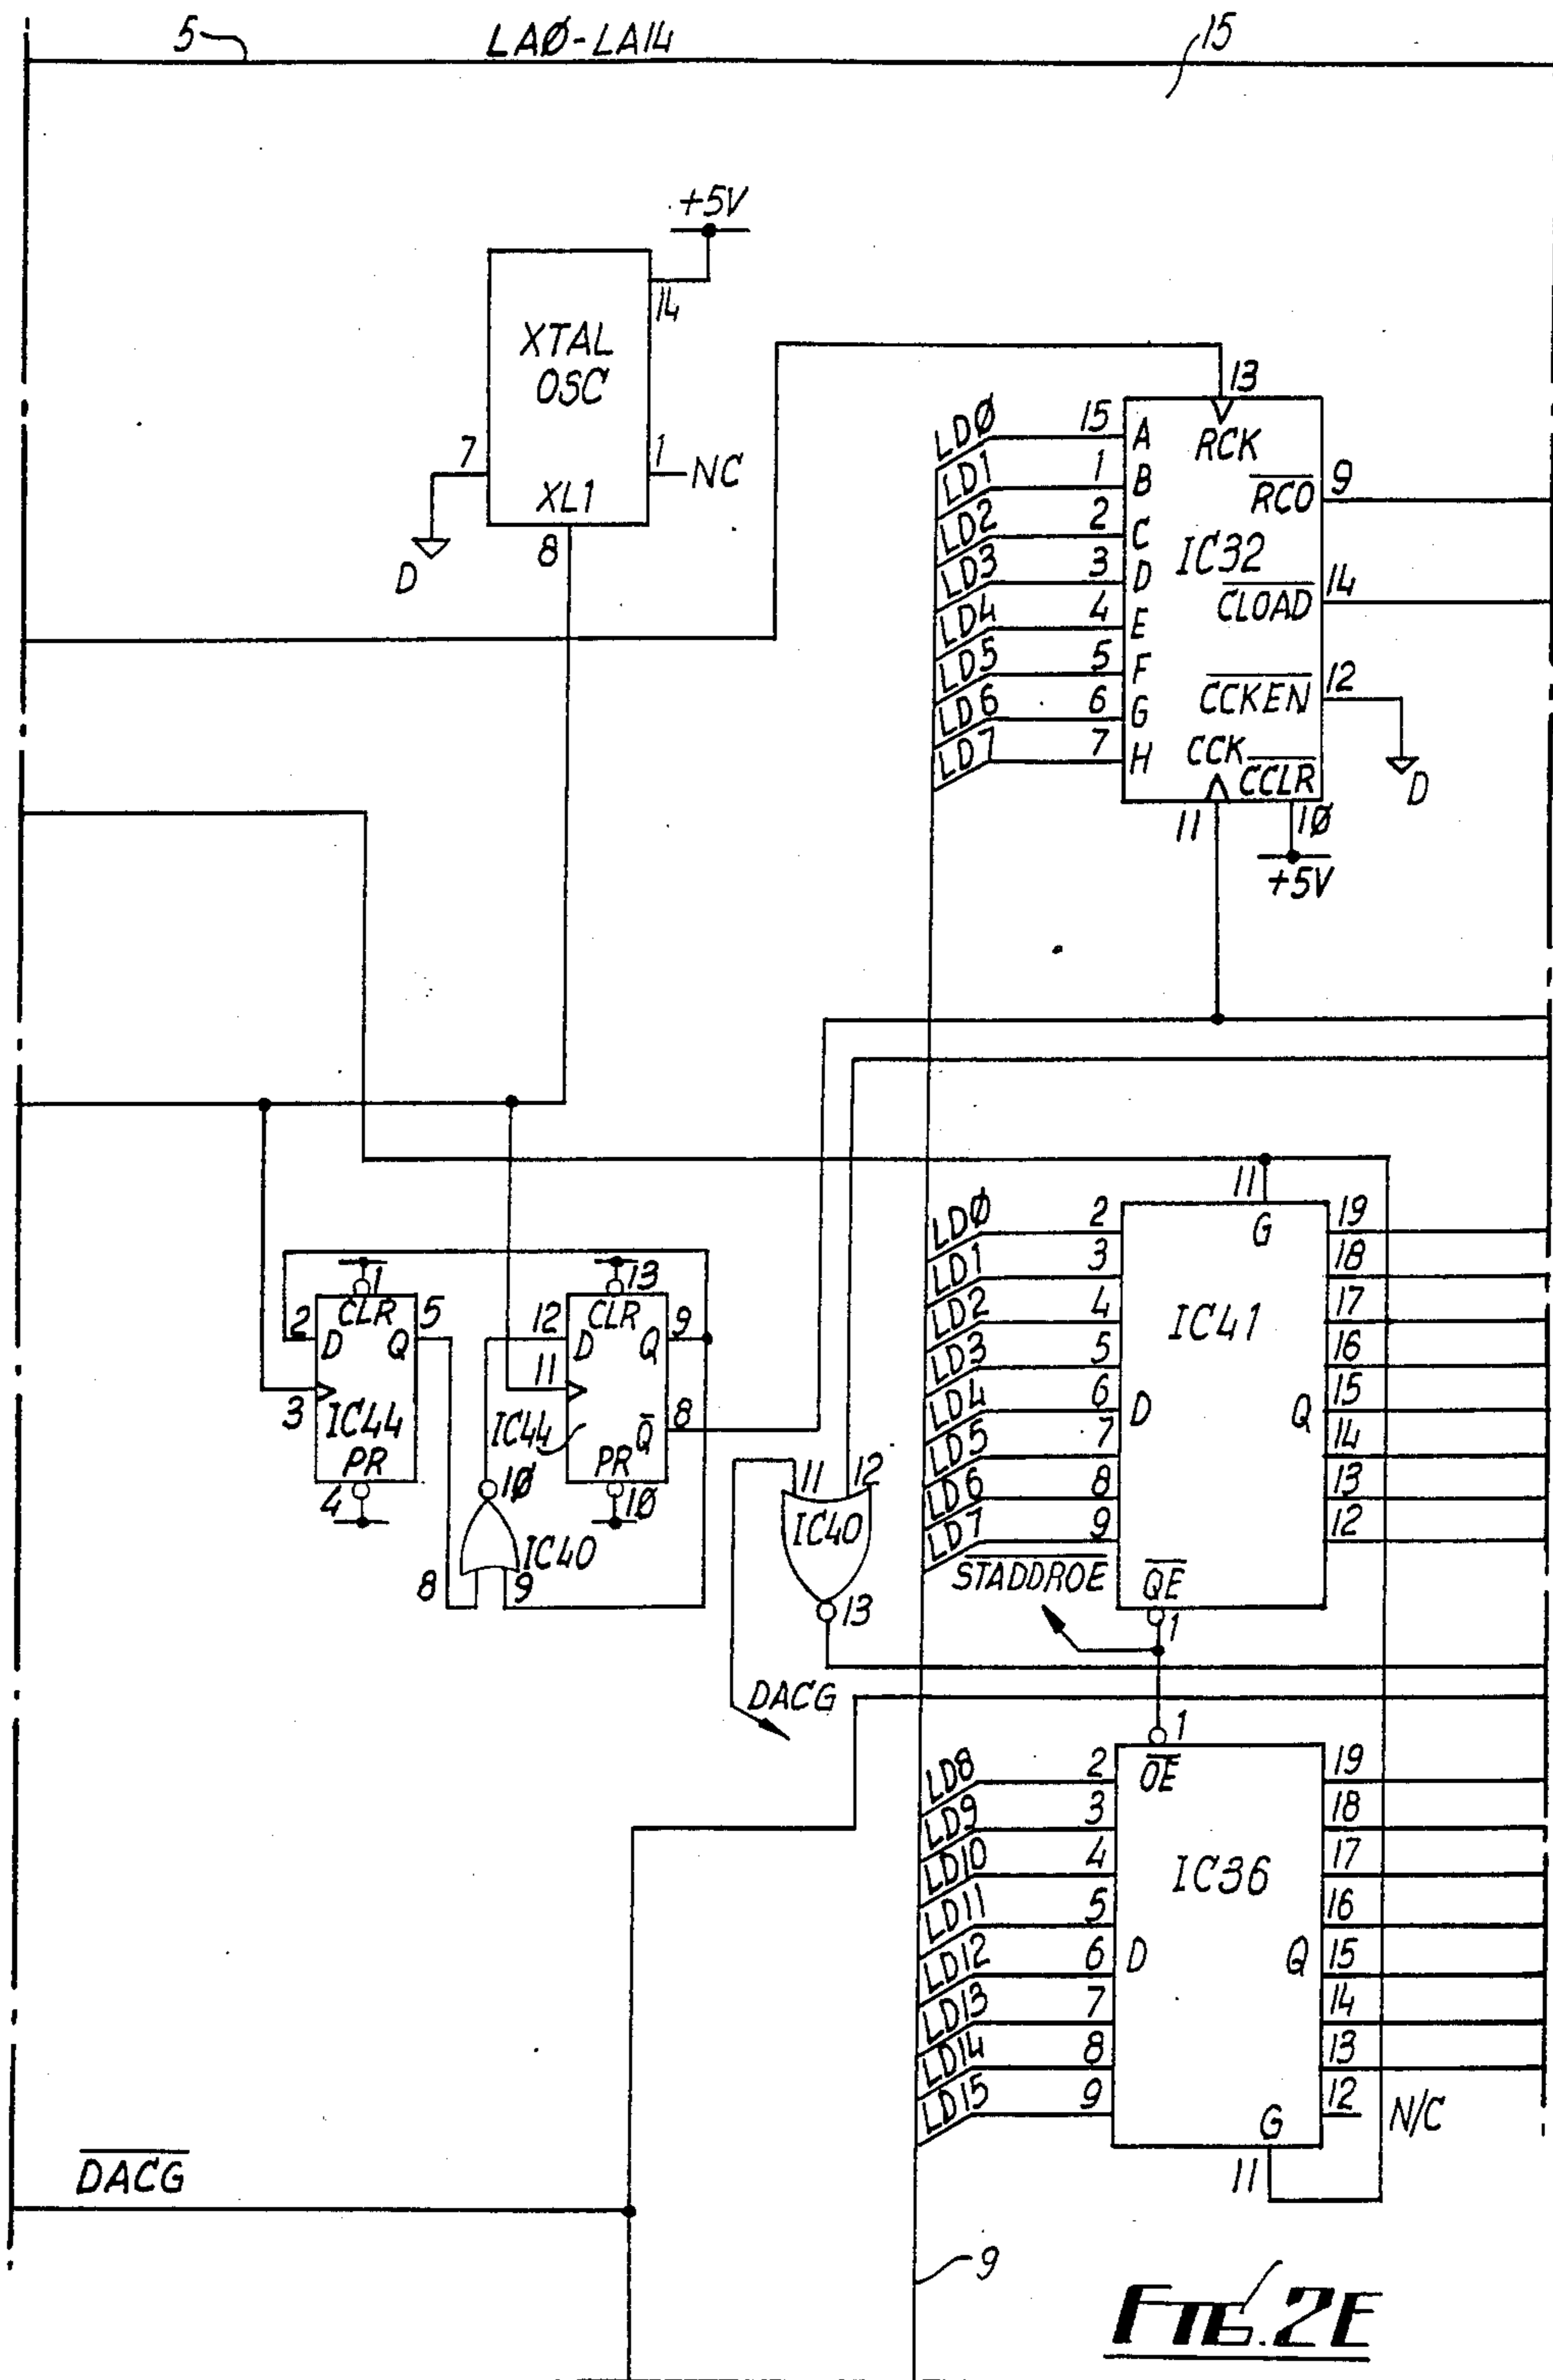 5 LAØ-LA14 15
+5V
14
XTAL
OSC
7
1 NC
XL1
8
D
13
RCK
LDØ 15 A
LD1 1 B
LD2 2 C
LD3 3 D
LD4 4 E
LD5 5 F
LD6 6 G
LD7 7 H
IC32
RCO 9
CLOAD 14
CCKEN 12
D
CCK
CCLR
11
1Ø
+5V
11
G
LDØ 2
LD1 3
LD2 4
LD3 5
LD4 6
LD5 7
LD6 8
LD7 9
IC41
D
Q
19
18
17
16
15
14
13
12
QE
1
STADDROE
1
CLR
2 D
Q 5
3
IC44
PR
4
13
CLR
12 D
Q 9
11
IC44
Q 8
PR
1Ø
1Ø
IC40
8
9
11
12
IC40
13
DACG
1
OE
LD8 2
LD9 3
LD10 4
LD11 5
LD12 6
LD13 7
LD14 8
LD15 9
IC36
D
Q
19
18
17
16
15
14
13
12 N/C
G
11
DACG
9
FIG. 2E